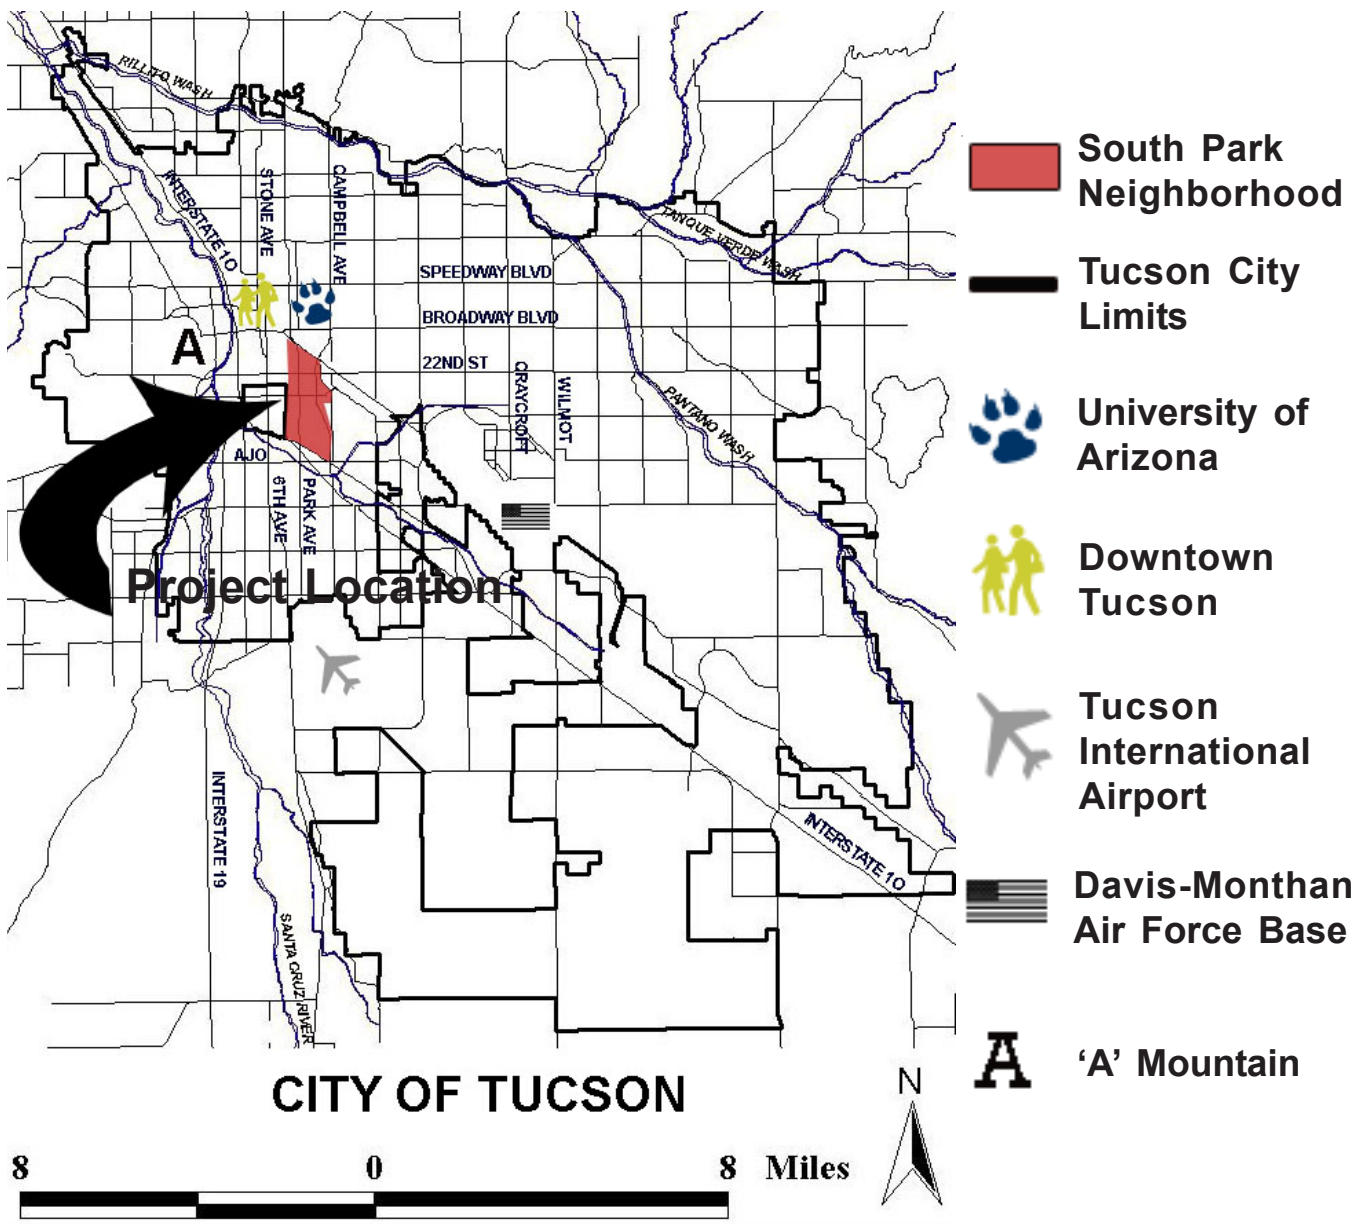 RILLITO WASH
INTERSTATE 10
STONE AVE
CAMPBELL AVE
TANQUE VERDE WASH
SPEEDWAY BLVD
BROADWAY BLVD
A
22ND ST
CRAYCROFT
WILMOT
PANTANO WASH
AJO
6TH AVE
PARK AVE
Project Location
INTERSTATE 19
INTERSTATE 10
SANTA CRUZ RIVER
South Park
Neighborhood
Tucson City
Limits
University of
Arizona
Downtown
Tucson
Tucson
International
Airport
Davis-Monthan
Air Force Base
A
‘A’ Mountain
CITY OF TUCSON
N
8 0 8 Miles